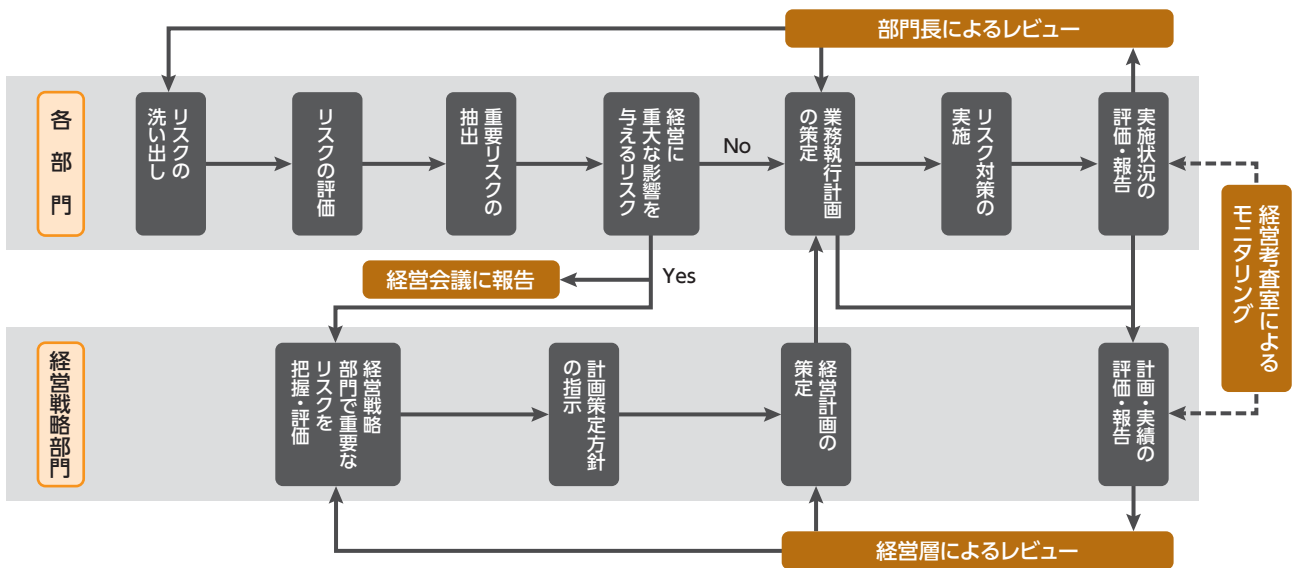 部門長によるレビュー
各部門
リスクの
洗い出し
リスクの評価
重要リスクの
抽出
経営に
重大な影響を
与えるリスク
No
業務執行計画
の策定
リスク対策の
実施
実施状況の
評価・報告
経営会議に報告
Yes
経営考査室による
モニタリング
経営戦略部門
経営戦略
部門で重要な
リスクを
把握・評価
計画策定方針
の指示
経営計画の
策定
計画・実績の
評価・報告
経営層によるレビュー